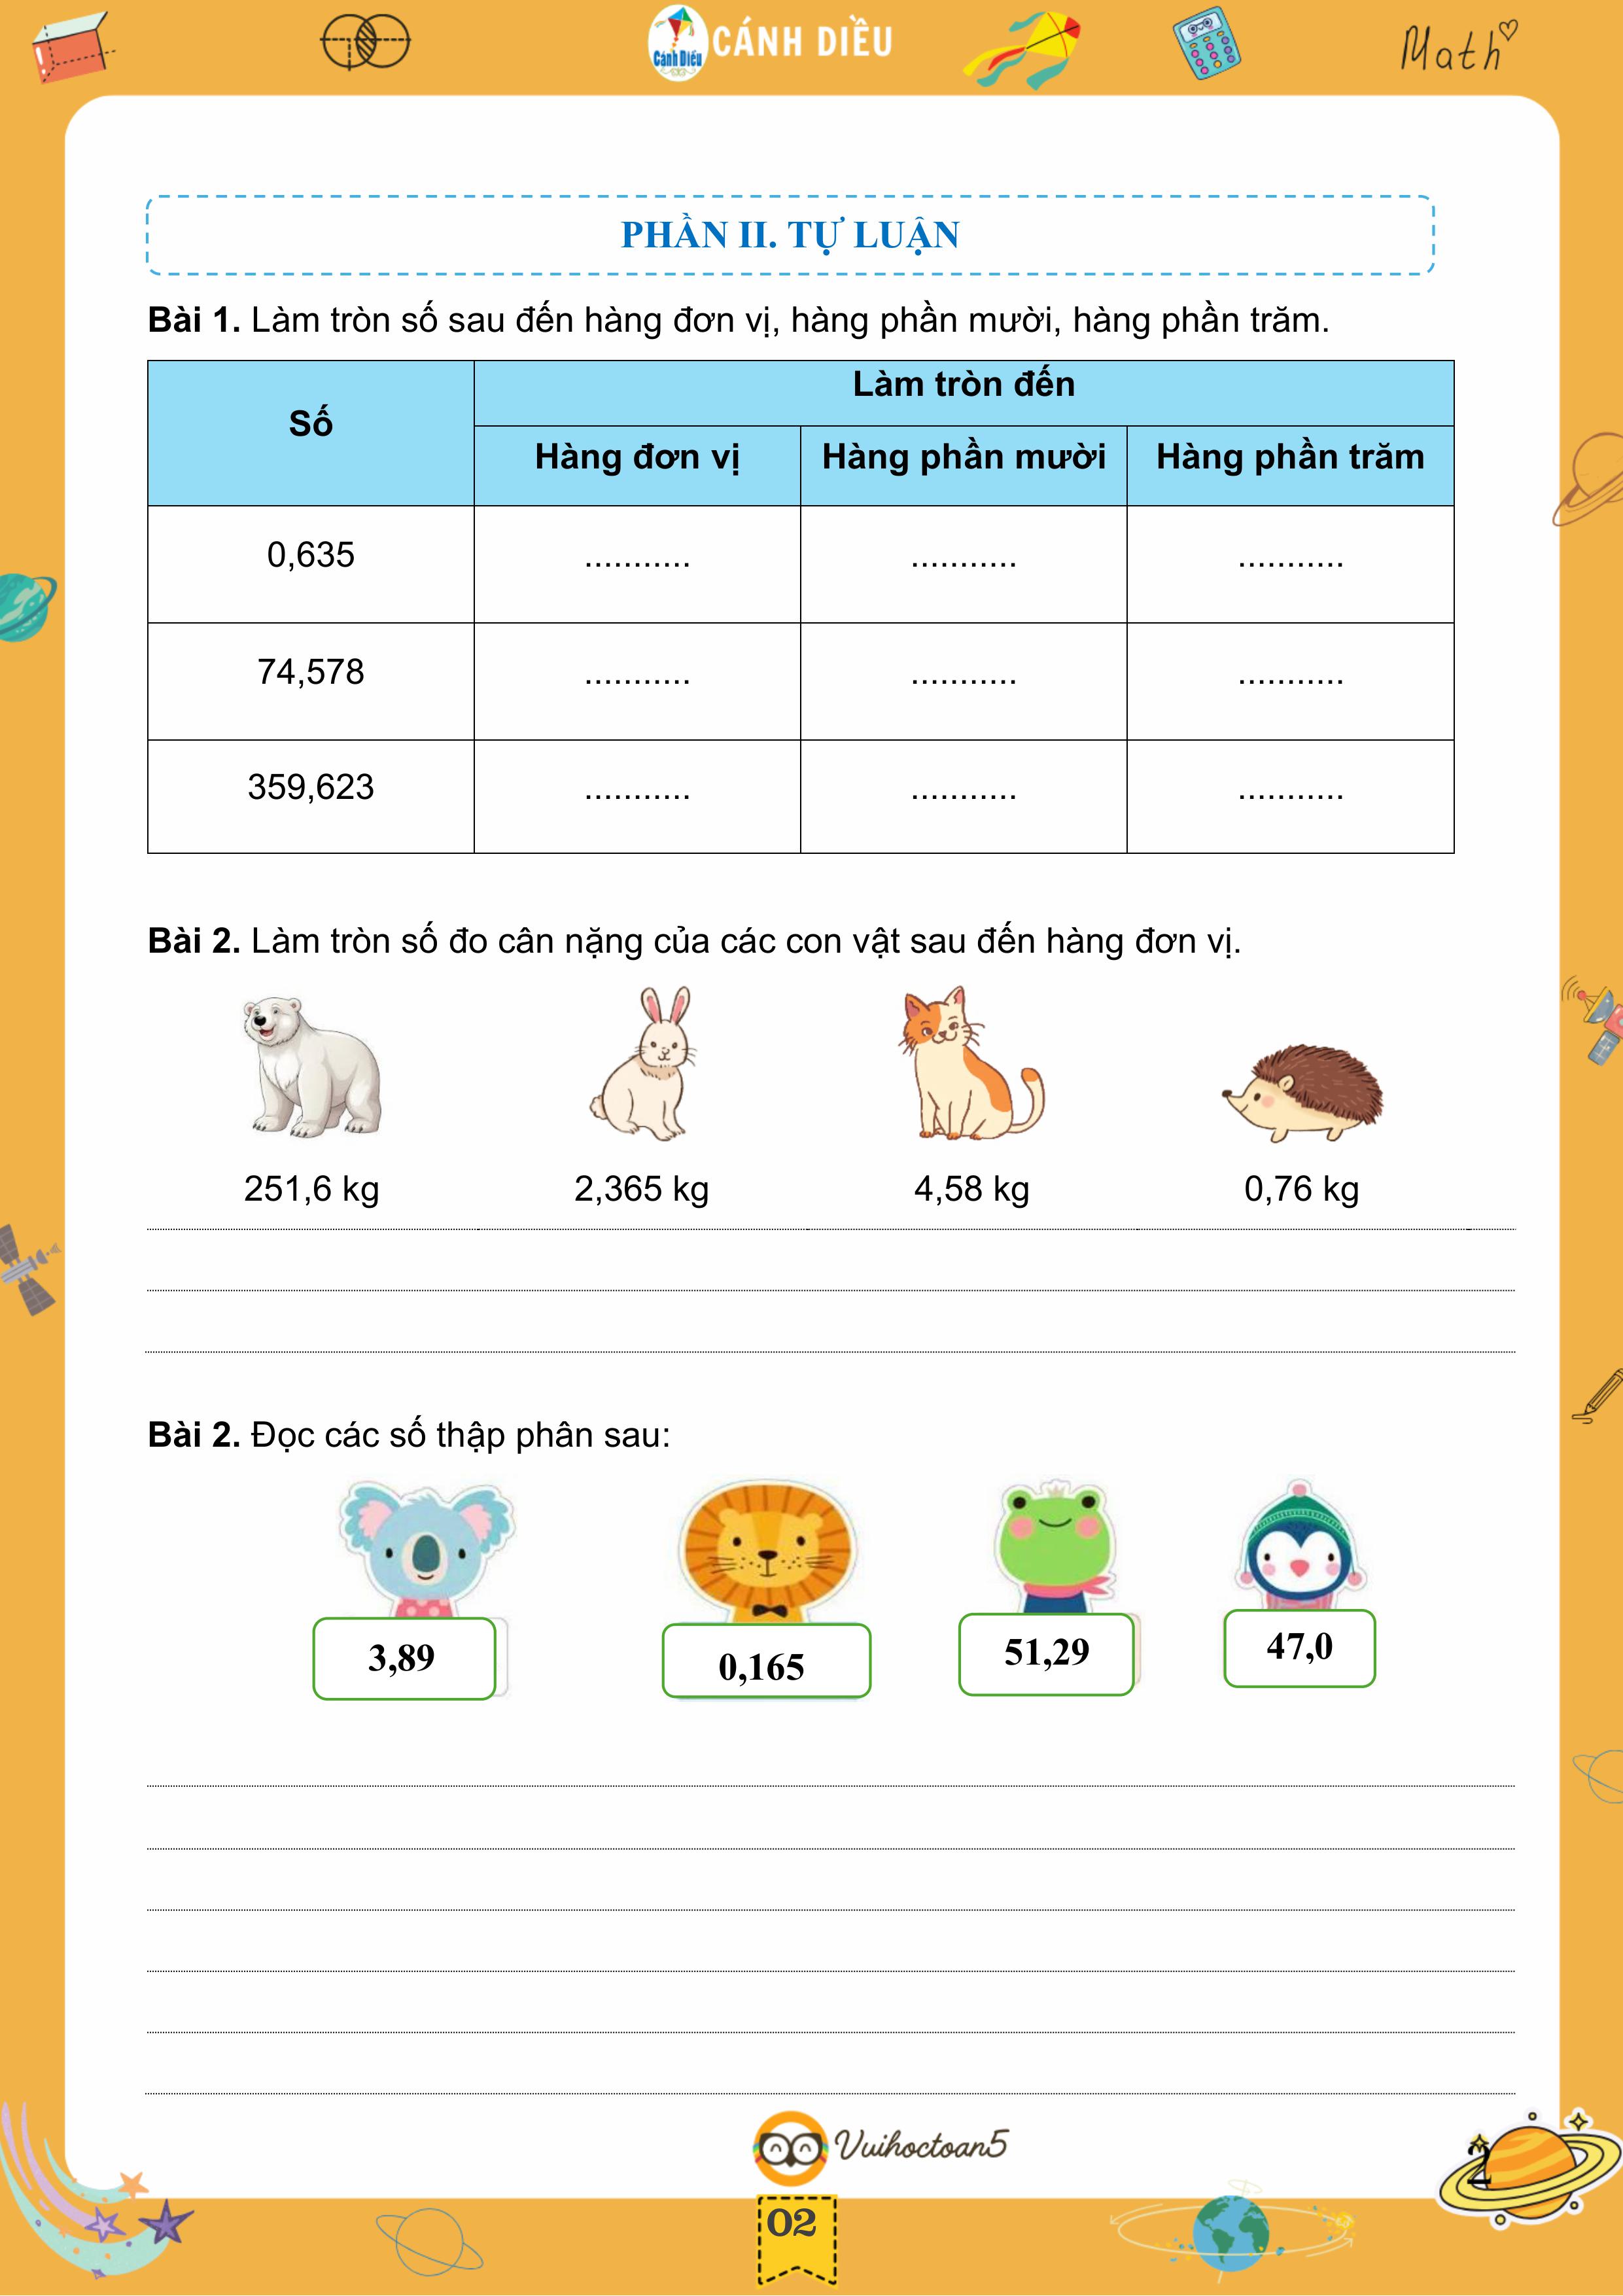 Cánh Diều
CÁNH DIỀU
Math
PHẦN II. TỰ LUẬN
Bài 1. Làm tròn số sau đến hàng đơn vị, hàng phần mười, hàng phần trăm.
Số
Làm tròn đến
Hàng đơn vị Hàng phần mười Hàng phần trăm
0,635 ........... ........... ...........
74,578 ........... ........... ...........
359,623 ........... ........... ...........
Bài 2. Làm tròn số đo cân nặng của các con vật sau đến hàng đơn vị.
251,6 kg 2,365 kg 4,58 kg 0,76 kg
Bài 2. Đọc các số thập phân sau:
3,89 0,165 51,29 47,0
Vuihoctoan5
2
02